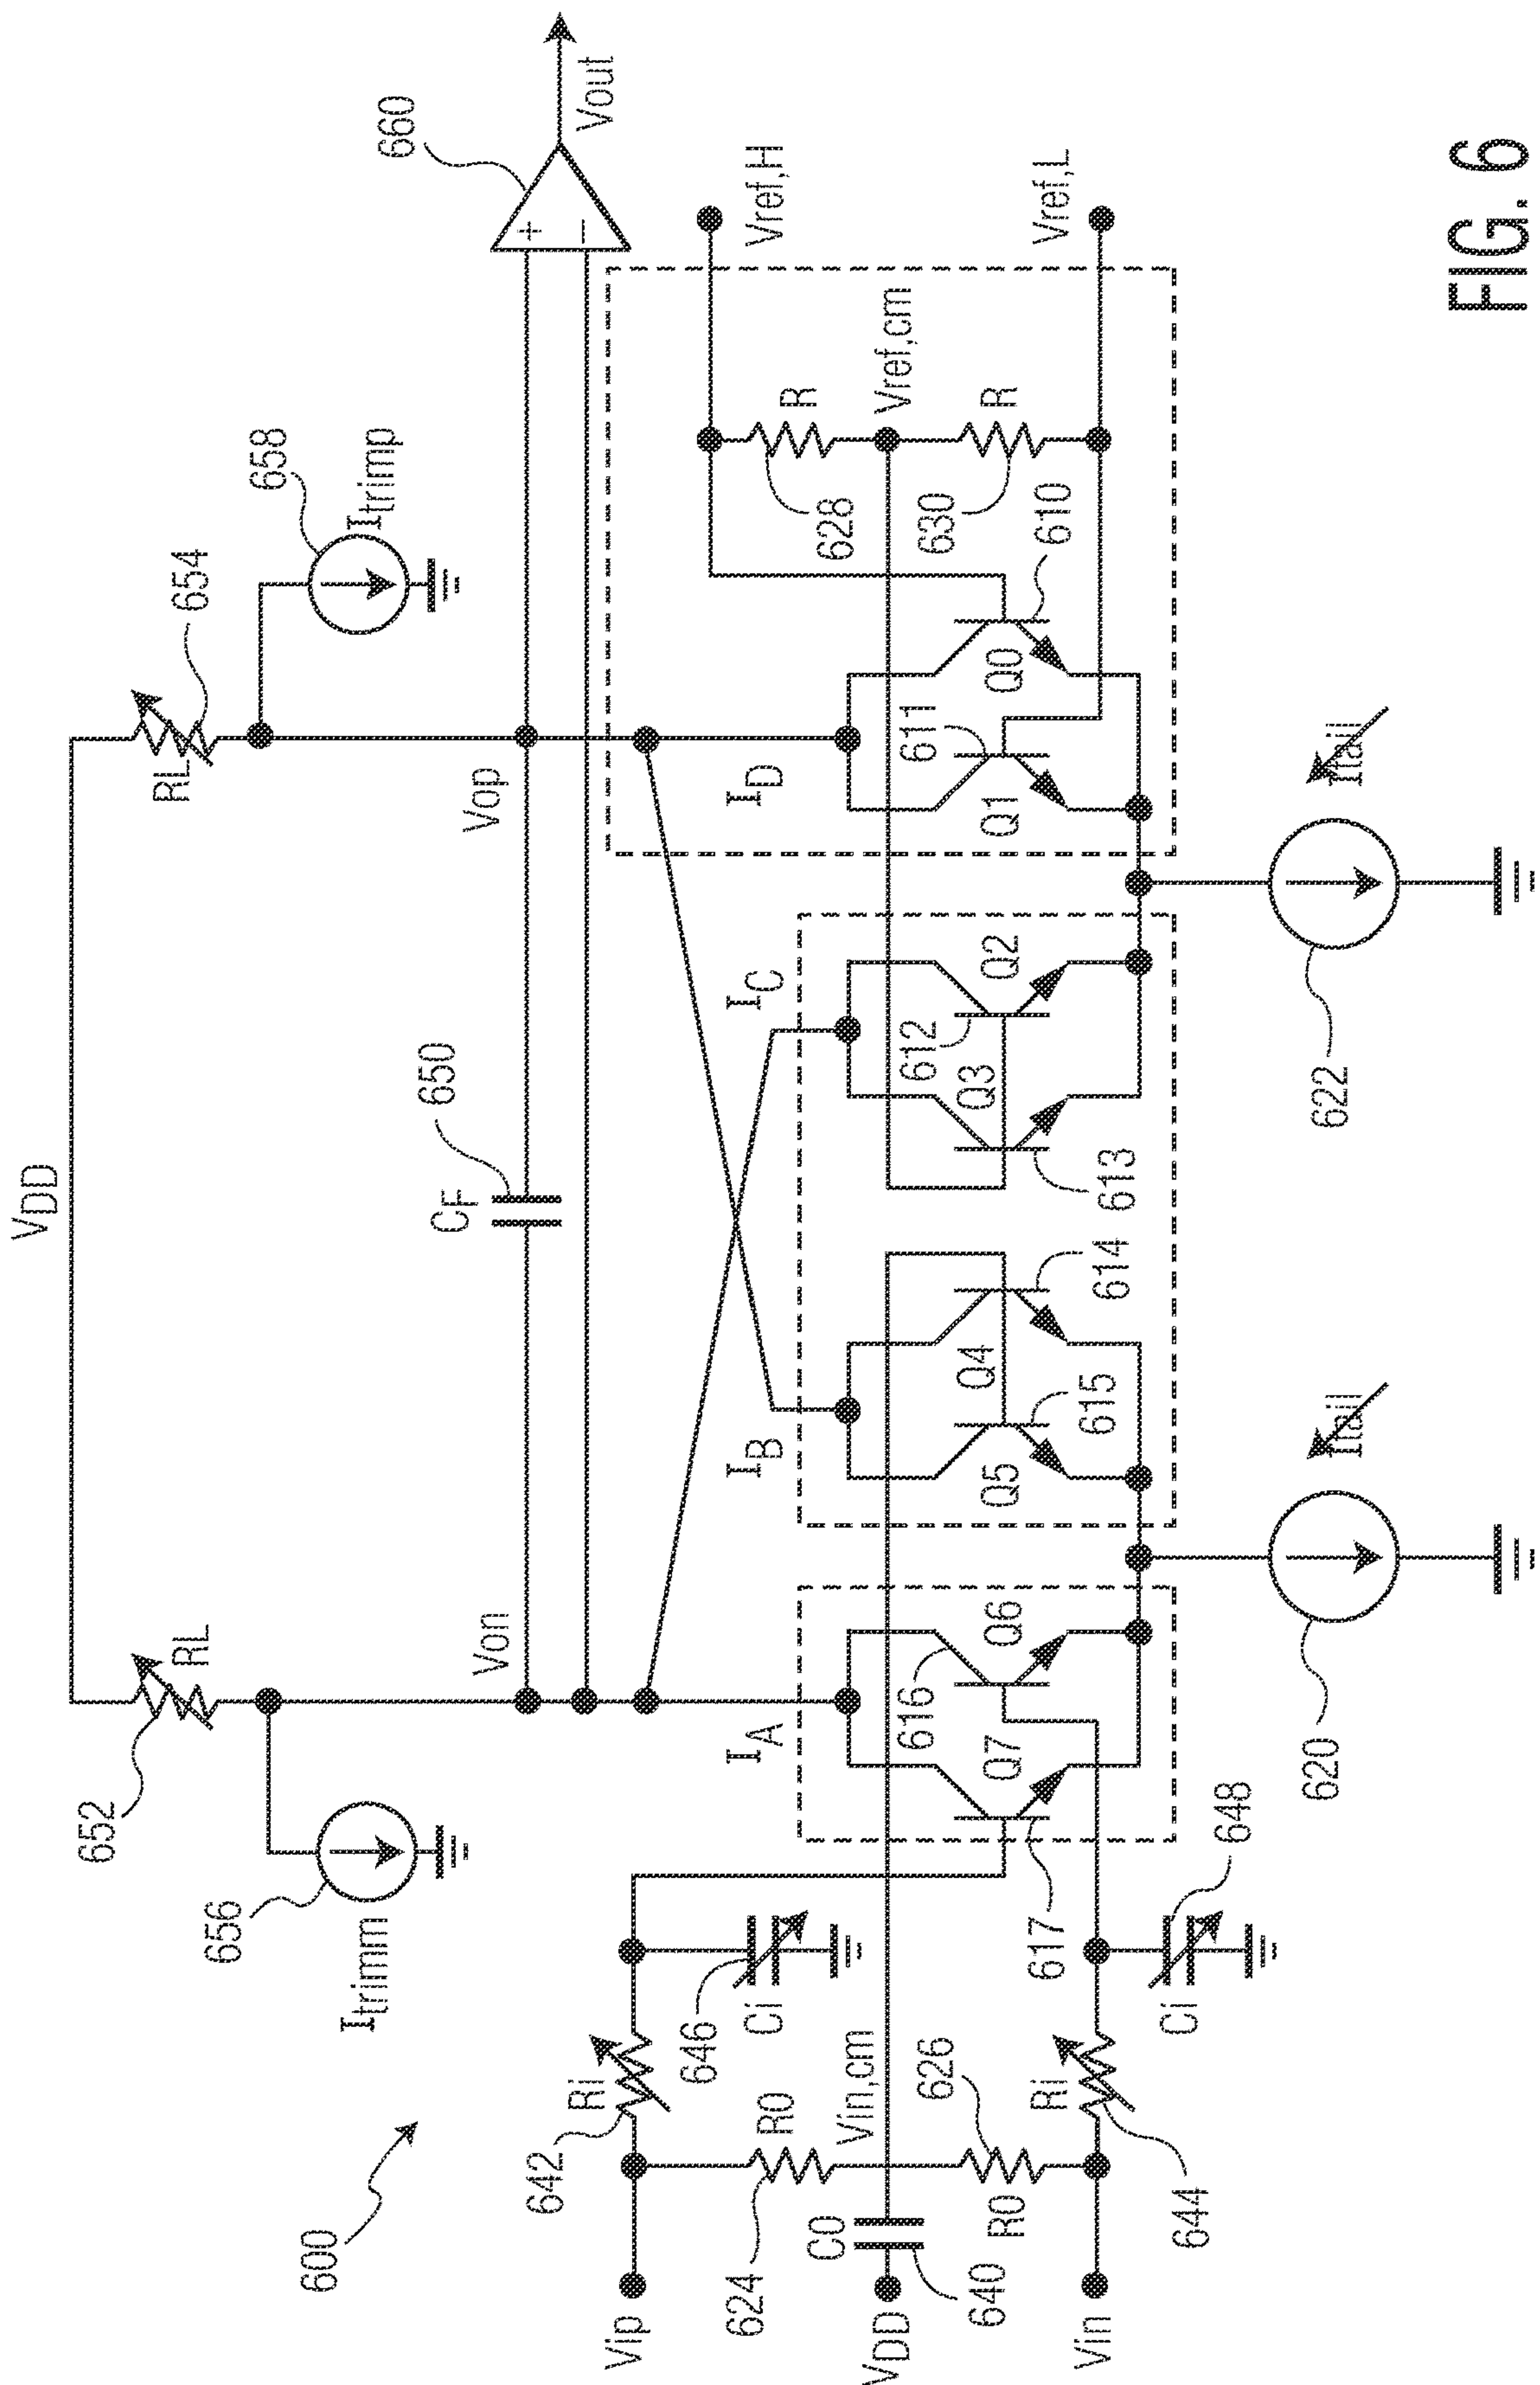 VDD
652
RL
RL
654
656
Itrimm
658
Itrimp
Von
CF
650
Vop
660
Vout
600
IA
IB
IC
ID
Vref,H
Vip
642
Ri
646
Ci
624
R0
Vin,cm
VDD
C0
640
626
R0
Vin
644
Ri
Ci
648
617
616
Q7
Q6
Q5
615
Q4
614
613
Q3
612
Q2
Q1
611
Q0
610
628
R
Vref,cm
630
R
Vref,L
620
Itail
622
Itail
FIG. 6